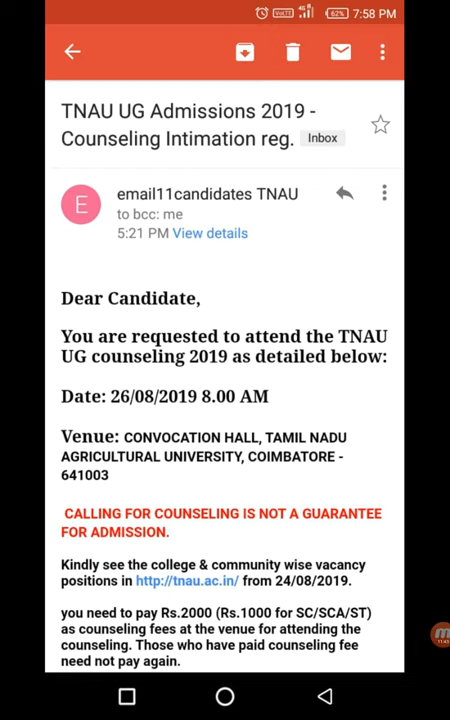 4G
VoLTE 62% 7:58 PM
TNAU UG Admissions 2019 -
Counseling Intimation reg. Inbox
E
email11candidates TNAU
to bcc: me
5:21 PM View details
Dear Candidate,
You are requested to attend the TNAU
UG counseling 2019 as detailed below:
Date: 26/08/2019 8.00 AM
Venue: CONVOCATION HALL, TAMIL NADU
AGRICULTURAL UNIVERSITY, COIMBATORE -
641003
CALLING FOR COUNSELING IS NOT A GUARANTEE
FOR ADMISSION.
Kindly see the college & community wise vacancy
positions in http://tnau.ac.in/ from 24/08/2019.
you need to pay Rs.2000 (Rs.1000 for SC/SCA/ST)
as counseling fees at the venue for attending the
counseling. Those who have paid counseling fee
need not pay again.